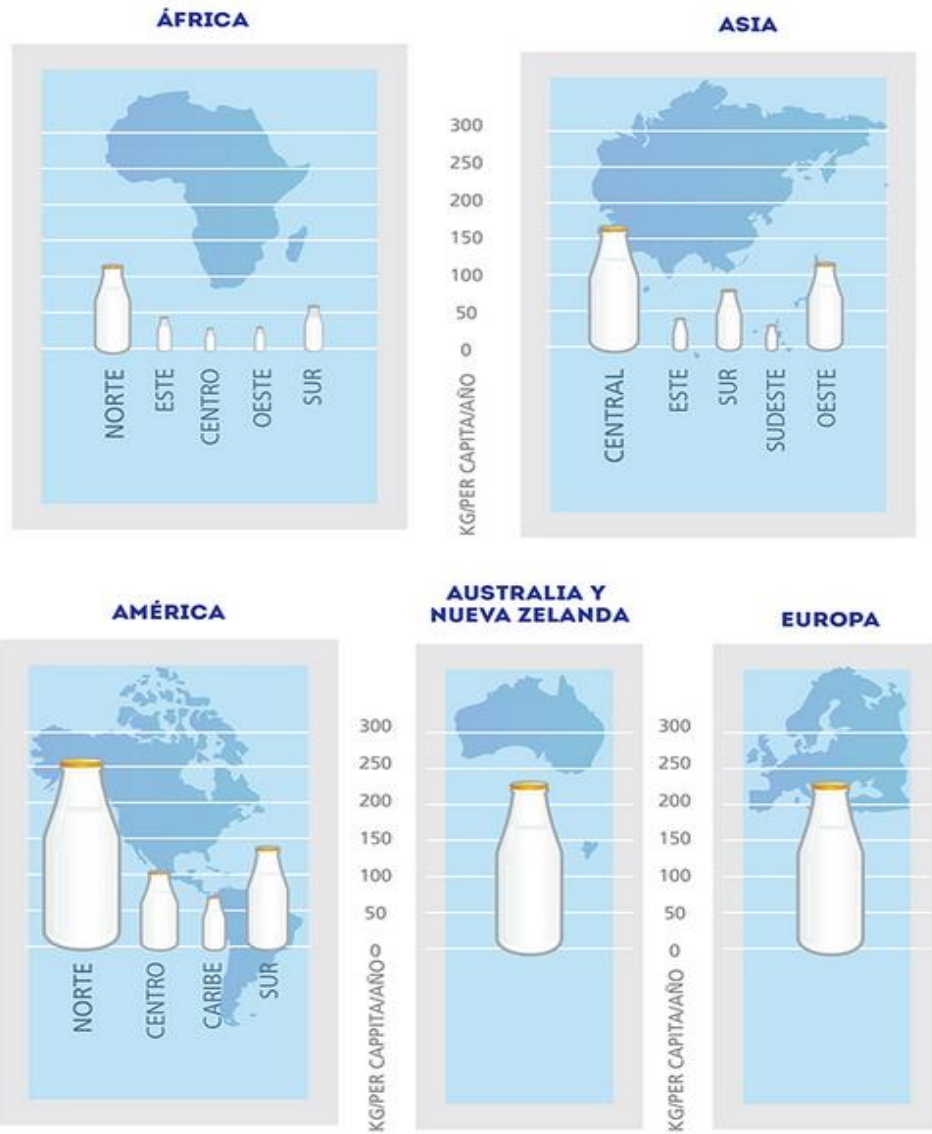 ÁFRICA
ASIA
300
250
200
150
100
50
0
KG/PER CAPITA/AÑO
NORTE
ESTE
CENTRO
OESTE
SUR
CENTRAL
ESTE
SUR
SUDESTE
OESTE
AMÉRICA
AUSTRALIA Y
NUEVA ZELANDA
EUROPA
300
250
200
150
100
50
0
KG/PER CAPPITA/AÑO
NORTE
CENTRO
CARIBE
SUR
300
250
200
150
100
50
0
KG/PER CAPITA/AÑO